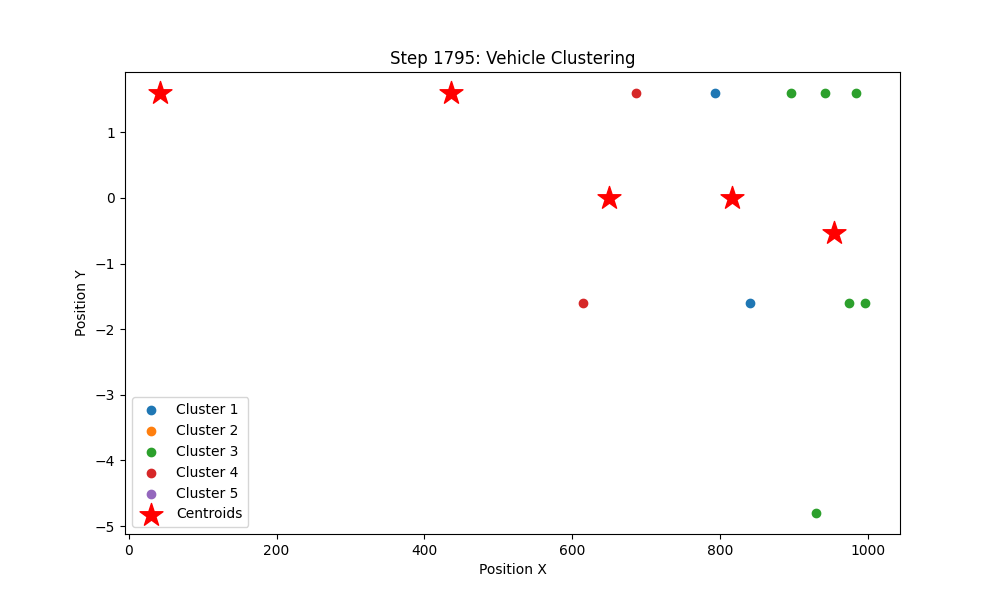 Step 1795: Vehicle Clustering
Position Y
1
0
−1
−2
−3
−4
−5
Cluster 1
Cluster 2
Cluster 3
Cluster 4
Cluster 5
Centroids
0 200 400 600 800 1000
Position X